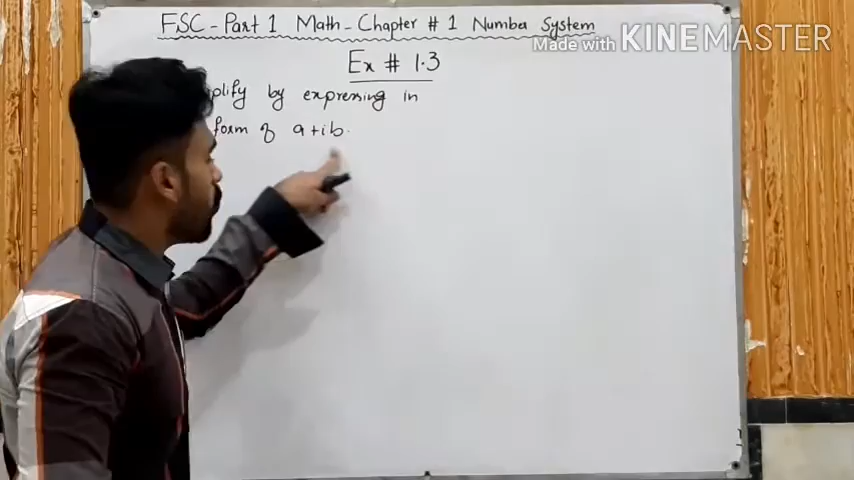 FSC - Part 1 Math - Chapter # 1 Number System
Made with KINEMASTER
Ex # 1.3
plify by expressing in
form of a+ib.